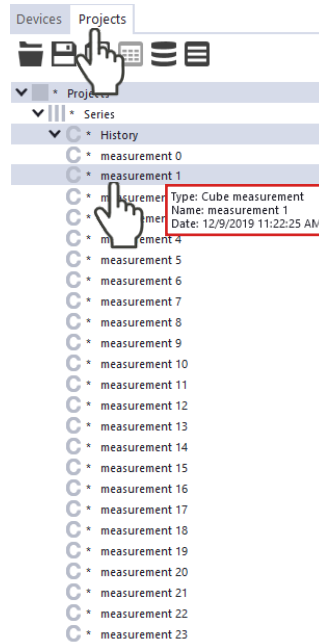 Devices Projects
* Projects
* Series
C * History
C * measurement 0
C * measurement 1
Type: Cube measurement
Name: measurement 1
Date: 12/9/2019 11:22:25 AM
C *
C *
C * measurement 4
C * measurement 5
C * measurement 6
C * measurement 7
C * measurement 8
C * measurement 9
C * measurement 10
C * measurement 11
C * measurement 12
C * measurement 13
C * measurement 14
C * measurement 15
C * measurement 16
C * measurement 17
C * measurement 18
C * measurement 19
C * measurement 20
C * measurement 21
C * measurement 22
C * measurement 23